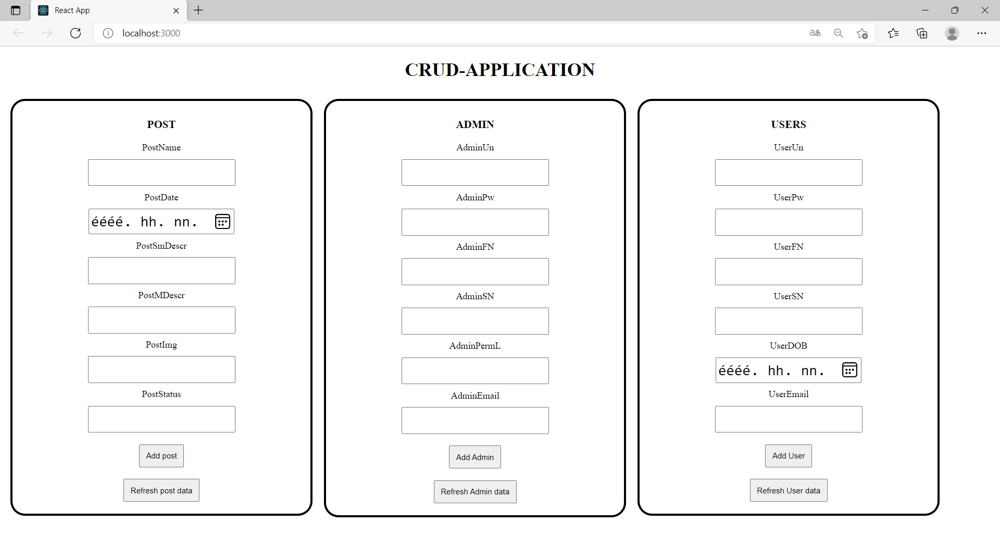 React App
localhost:3000
aあ
CRUD-APPLICATION
POST
PostName
PostDate
éééé. hh. nn.
PostSmDescr
PostMDescr
PostImg
PostStatus
Add post
Refresh post data
ADMIN
AdminUn
AdminPw
AdminFN
AdminSN
AdminPermL
AdminEmail
Add Admin
Refresh Admin data
USERS
UserUn
UserPw
UserFN
UserSN
UserDOB
éééé. hh. nn.
UserEmail
Add User
Refresh User data